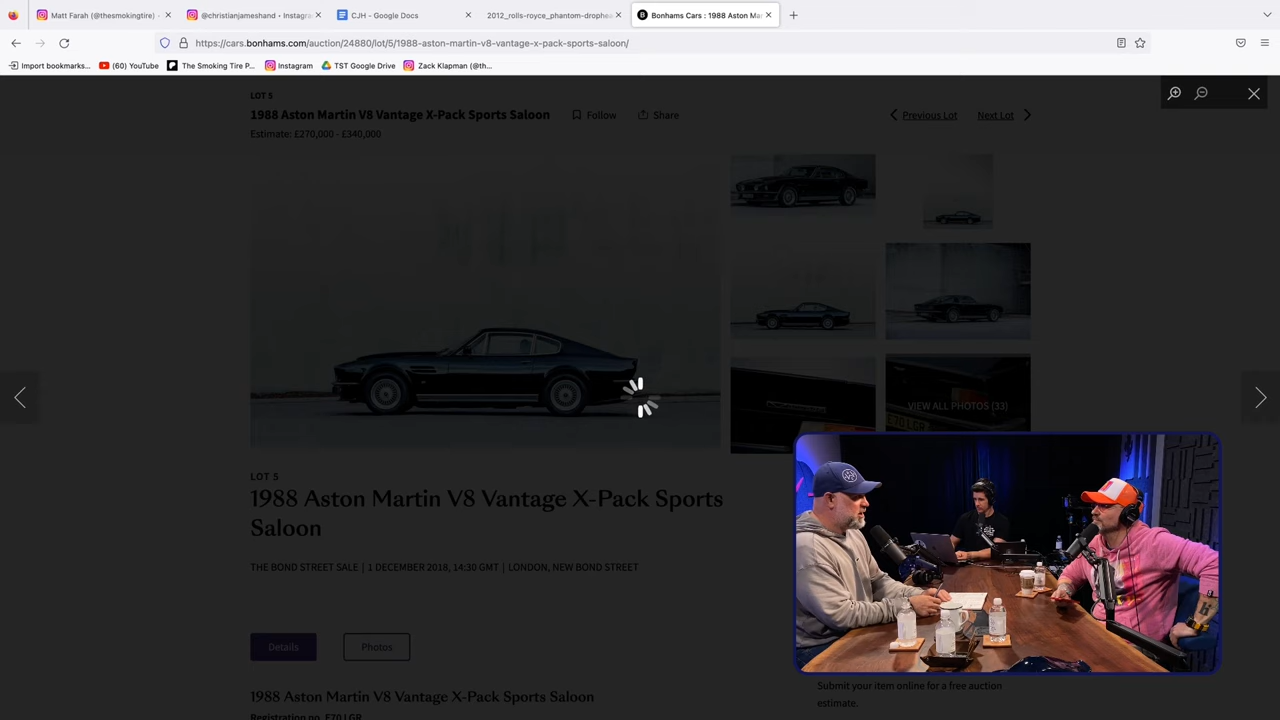 Matt Farah (@thesmokingtire) •
@christianjameshand • Instagra
CJH - Google Docs
2012_rolls-royce_phantom-drophea
Bonhams Cars : 1988 Aston Ma
https://cars.bonhams.com/auction/24880/lot/5/1988-aston-martin-v8-vantage-x-pack-sports-saloon/
Import bookmarks...
(60) YouTube
The Smoking Tire P...
Instagram
TST Google Drive
Zack Klapman (@th...
LOT 5
1988 Aston Martin V8 Vantage X-Pack Sports Saloon
Follow
Share
Previous Lot
Next Lot
Estimate: £270,000 - £340,000
VIEW ALL PHOTOS (33)
LOT 5
1988 Aston Martin V8 Vantage X-Pack Sports
Saloon
THE BOND STREET SALE | 1 DECEMBER 2018, 14:30 GMT | LONDON, NEW BOND STREET
Details
Photos
1988 Aston Martin V8 Vantage X-Pack Sports Saloon
Registration no. E701 GR
Submit your item online for a free auction
estimate.